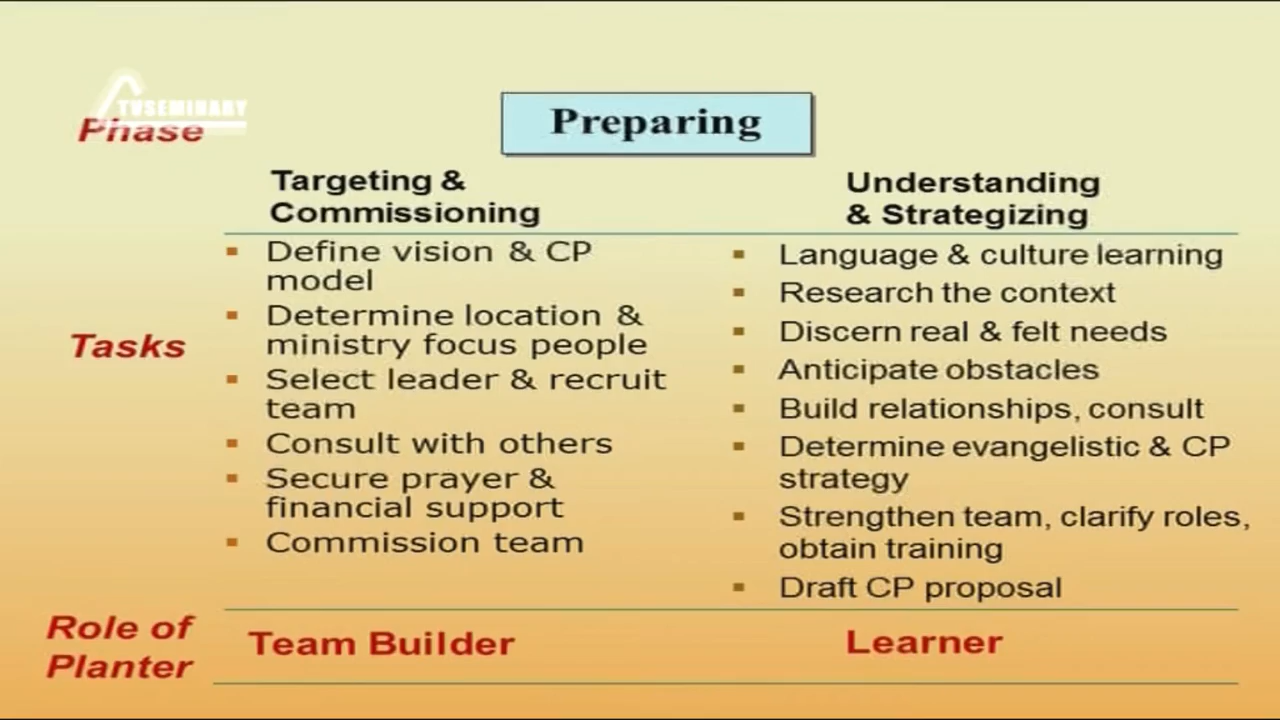 TVSEMINARY
Preparing
Phase
Targeting &
Commissioning
Understanding
& Strategizing
Tasks
Define vision & CP
model
Determine location &
ministry focus people
Select leader & recruit
team
Consult with others
Secure prayer &
financial support
Commission team
Language & culture learning
Research the context
Discern real & felt needs
Anticipate obstacles
Build relationships, consult
Determine evangelistic & CP
strategy
Strengthen team, clarify roles,
obtain training
Draft CP proposal
Role of
Planter
Team Builder
Learner